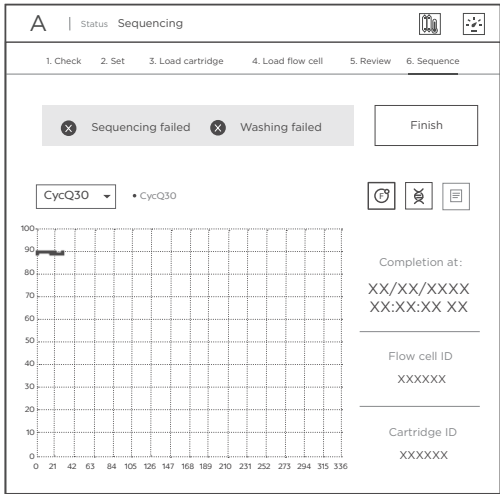 A | Status Sequencing
1. Check 2. Set 3. Load cartridge 4. Load flow cell 5. Review 6. Sequence
Sequencing failed Washing failed Finish
CycQ30 • CycQ30
F
100
90
80
70
60
50
40
30
20
10
0
0 21 42 63 84 105 126 147 168 189 210 231 252 273 294 315 336
Completion at:
XX/XX/XXXX
XX:XX:XX XX
Flow cell ID
XXXXXX
Cartridge ID
XXXXXX